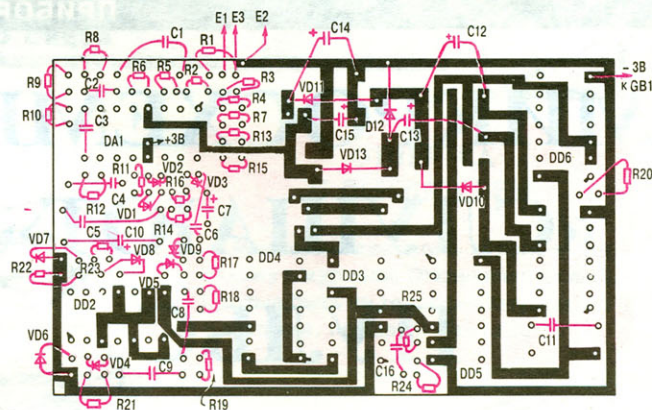 E1 E3 E2
R8 C1 R1 C14 C12
R9 C2 R6 R5 R2 R3 VD11 -3В
к GB1
R10 C3 R4
R7 C15 D12 C13
R13
DA1 +3В DD6
R11 VD2 R15 VD13 R20
C4 R16 VD3
R12 VD1 C7 VD10
VD7 C5 C10 R14 C6
R22 R23 VD8 VD9 R17 DD4 DD3
DD2 VD5 C8 R18 R25
C11
VD6 VD4 C9 C16 DD5
R21 R19 R24